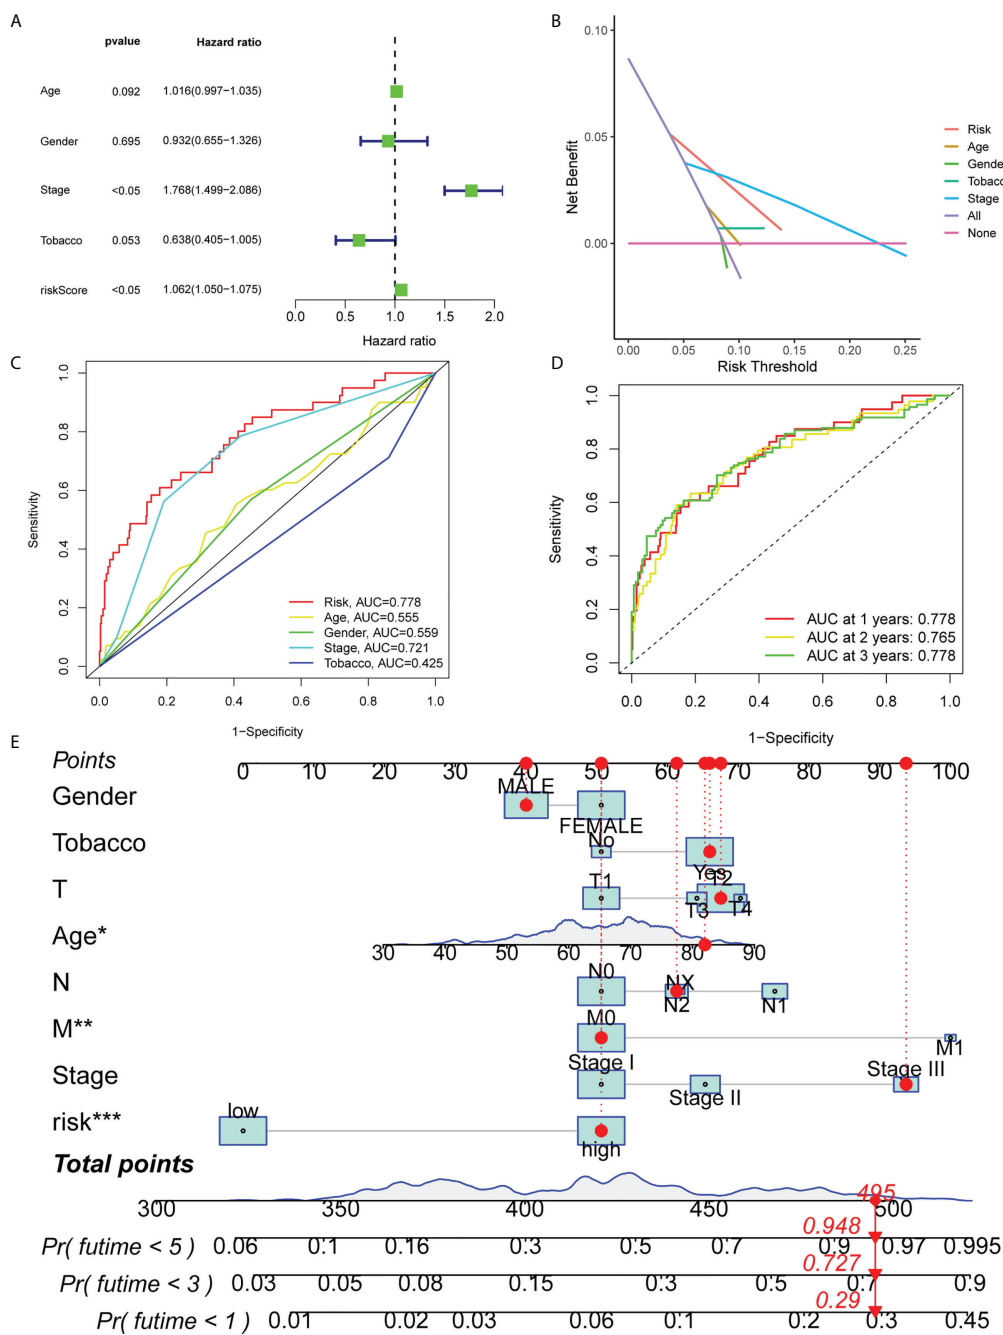 A
pvalue Hazard ratio
Age 0.092 1.016(0.997−1.035)
Gender 0.695 0.932(0.655−1.326)
Stage <0.05 1.768(1.499−2.086)
Tobacco 0.053 0.638(0.405−1.005)
riskScore <0.05 1.062(1.050−1.075)
0.0 0.5 1.0 1.5 2.0
Hazard ratio
B
Net Benefit
0.10
0.05
0.00
0.00 0.05 0.10 0.15 0.20 0.25
Risk Threshold
Risk
Age
Gende
Tobacc
Stage
All
None
C
Sensitivity
1.0
0.8
0.6
0.4
0.2
0.0
0.0 0.2 0.4 0.6 0.8 1.0
1−Specificity
Risk, AUC=0.778
Age, AUC=0.555
Gender, AUC=0.559
Stage, AUC=0.721
Tobacco, AUC=0.425
D
Sensitivity
1.0
0.8
0.6
0.4
0.2
0.0
0.0 0.2 0.4 0.6 0.8 1.0
1−Specificity
AUC at 1 years: 0.778
AUC at 2 years: 0.765
AUC at 3 years: 0.778
E
Points 0 10 20 30 40 50 60 70 80 90 100
Gender MALE FEMALE
Tobacco No Yes
T T1 T3 T2 T4
Age* 30 40 50 60 70 80 90
N N0 NX N2 N1
M** M0 M1
Stage Stage I Stage II Stage III
risk*** low high
Total points
300 350 400 450 500
495
0.948
Pr( futime < 5 ) 0.06 0.1 0.16 0.3 0.5 0.7 0.9 0.97 0.995
0.727
Pr( futime < 3 ) 0.03 0.05 0.08 0.15 0.3 0.5 0.7 0.9
0.29
Pr( futime < 1 ) 0.01 0.02 0.03 0.06 0.1 0.2 0.3 0.45